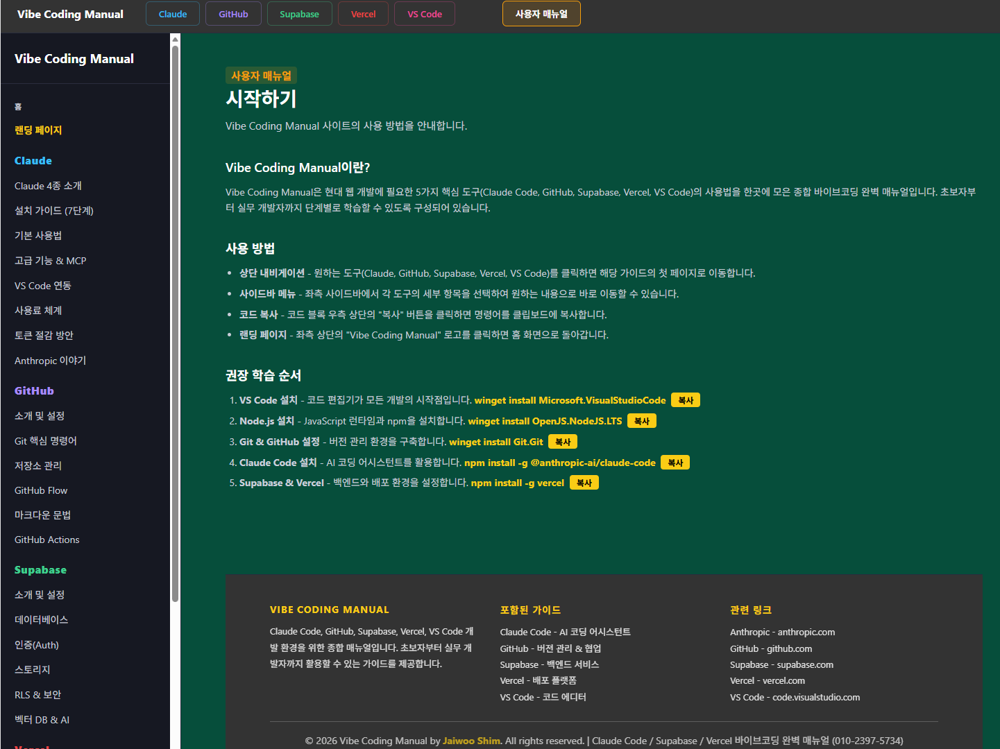 Vibe Coding Manual
Claude
GitHub
Supabase
Vercel
VS Code
사용자 매뉴얼
Vibe Coding Manual
홈
랜딩 페이지
Claude
Claude 4종 소개
설치 가이드 (7단계)
기본 사용법
고급 기능 & MCP
VS Code 연동
사용료 체계
토큰 절감 방안
Anthropic 이야기
GitHub
소개 및 설정
Git 핵심 명령어
저장소 관리
GitHub Flow
마크다운 문법
GitHub Actions
Supabase
소개 및 설정
데이터베이스
인증(Auth)
스토리지
RLS & 보안
벡터 DB & AI
Vercel
사용자 매뉴얼
시작하기
Vibe Coding Manual 사이트의 사용 방법을 안내합니다.
Vibe Coding Manual이란?
Vibe Coding Manual은 현대 웹 개발에 필요한 5가지 핵심 도구(Claude Code, GitHub, Supabase, Vercel, VS Code)의 사용법을 한곳에 모은 종합 바이브코딩 완벽 매뉴얼입니다. 초보자부
터 실무 개발자까지 단계별로 학습할 수 있도록 구성되어 있습니다.
사용 방법
• 상단 내비게이션 - 원하는 도구(Claude, GitHub, Supabase, Vercel, VS Code)를 클릭하면 해당 가이드의 첫 페이지로 이동합니다.
• 사이드바 메뉴 - 좌측 사이드바에서 각 도구의 세부 항목을 선택하여 원하는 내용으로 바로 이동할 수 있습니다.
• 코드 복사 - 코드 블록 우측 상단의 "복사" 버튼을 클릭하면 명령어를 클립보드에 복사합니다.
• 랜딩 페이지 - 좌측 상단의 "Vibe Coding Manual" 로고를 클릭하면 홈 화면으로 돌아갑니다.
권장 학습 순서
1. VS Code 설치 - 코드 편집기가 모든 개발의 시작점입니다. winget install Microsoft.VisualStudioCode 복사
2. Node.js 설치 - JavaScript 런타임과 npm을 설치합니다. winget install OpenJS.NodeJS.LTS 복사
3. Git & GitHub 설정 - 버전 관리 환경을 구축합니다. winget install Git.Git 복사
4. Claude Code 설치 - AI 코딩 어시스턴트를 활용합니다. npm install -g @anthropic-ai/claude-code 복사
5. Supabase & Vercel - 백엔드와 배포 환경을 설정합니다. npm install -g vercel 복사
VIBE CODING MANUAL
Claude Code, GitHub, Supabase, Vercel, VS Code 개
발 환경을 위한 종합 매뉴얼입니다. 초보자부터 실무 개
발자까지 활용할 수 있는 가이드를 제공합니다.
포함된 가이드
Claude Code - AI 코딩 어시스턴트
GitHub - 버전 관리 & 협업
Supabase - 백엔드 서비스
Vercel - 배포 플랫폼
VS Code - 코드 에디터
관련 링크
Anthropic - anthropic.com
GitHub - github.com
Supabase - supabase.com
Vercel - vercel.com
VS Code - code.visualstudio.com
© 2026 Vibe Coding Manual by Jaiwoo Shim. All rights reserved. | Claude Code / Supabase / Vercel 바이브코딩 완벽 매뉴얼 (010-2397-5734)